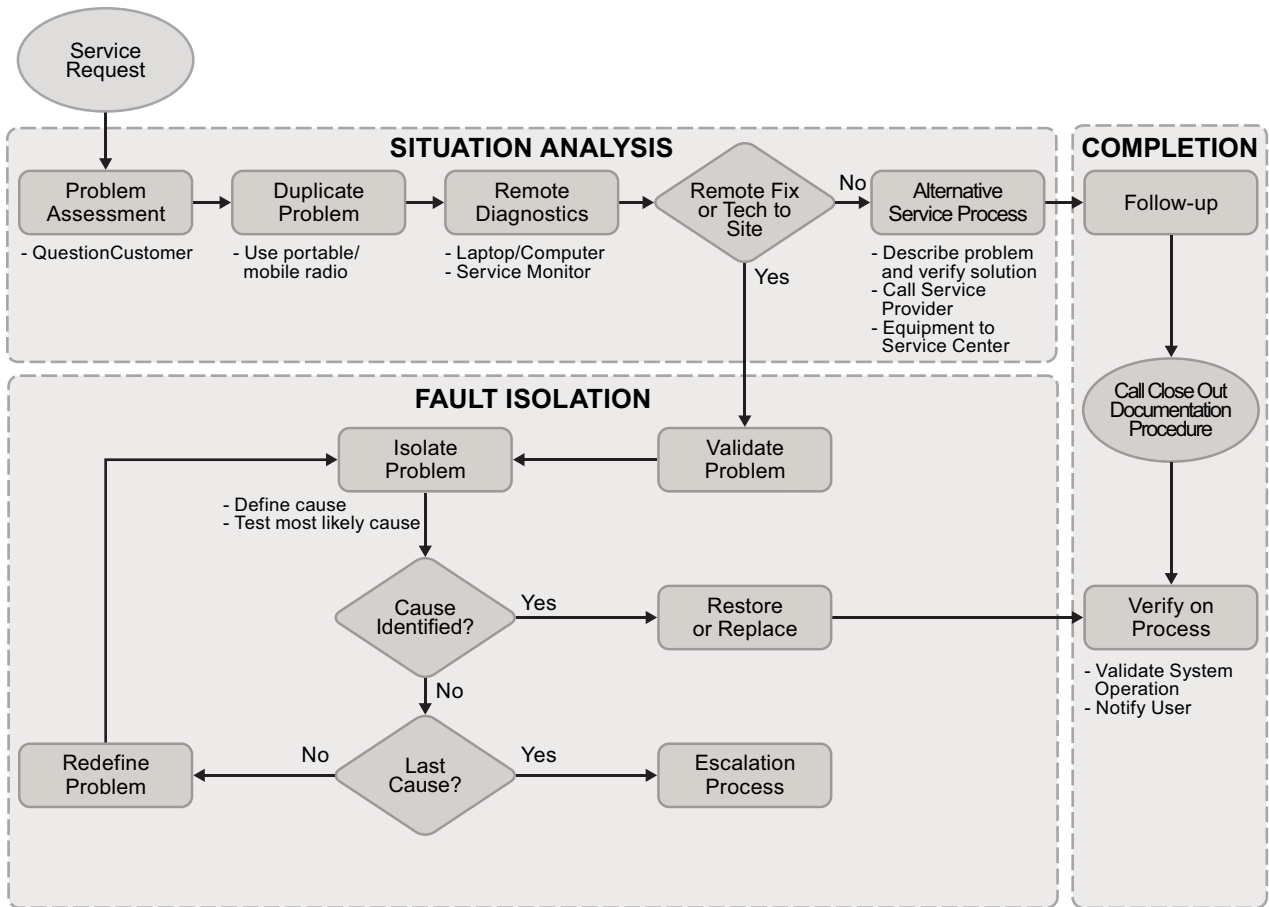 Service
Request
SITUATION ANALYSIS
Problem
Assessment
- QuestionCustomer
Duplicate
Problem
- Use portable/
mobile radio
Remote
Diagnostics
- Laptop/Computer
- Service Monitor
Remote Fix
or Tech to
Site
No
Yes
Alternative
Service Process
- Describe problem
and verify solution
- Call Service
Provider
- Equipment to
Service Center
COMPLETION
Follow-up
Call Close Out
Documentation
Procedure
Verify on
Process
- Validate System
Operation
- Notify User
FAULT ISOLATION
Validate
Problem
Isolate
Problem
- Define cause
- Test most likely cause
Cause
Identified?
Yes
Restore
or Replace
No
Last
Cause?
Yes
Escalation
Process
No
Redefine
Problem